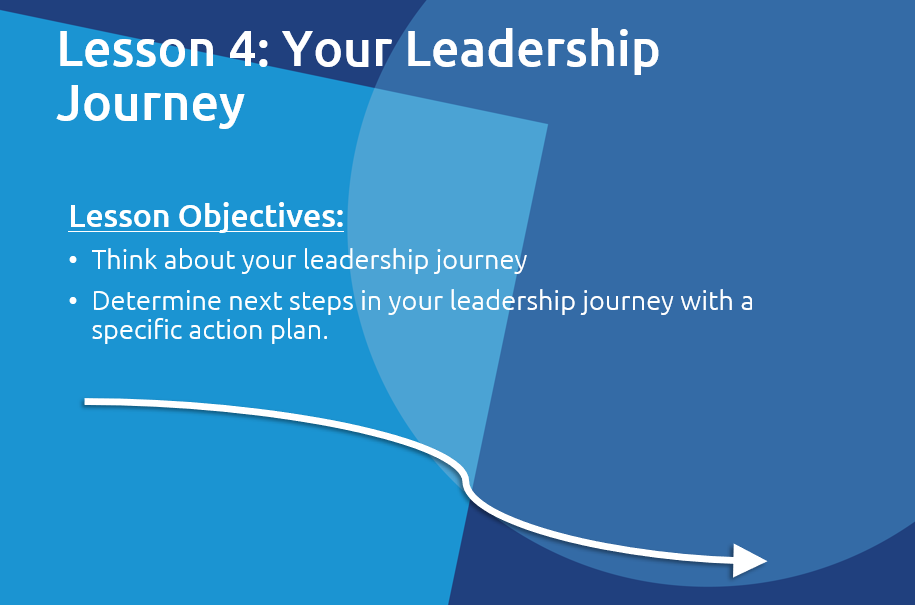 Lesson 4: Your Leadership
Journey
Lesson Objectives:
• Think about your leadership journey
• Determine next steps in your leadership journey with a
specific action plan.